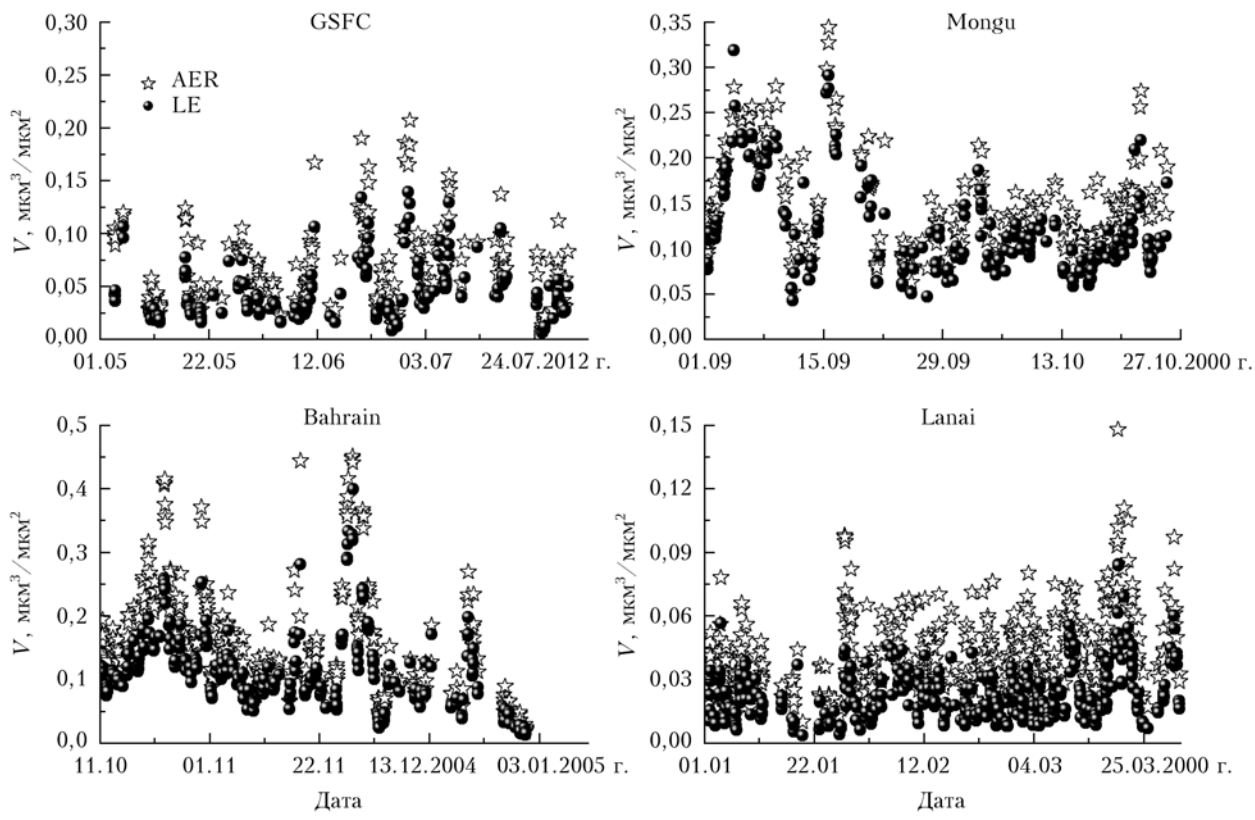 GSFC
0,30
0,25
0,20
0,15
0,10
0,05
0,00
V, мкм³/мкм²
AER
LE
01.05 22.05 12.06 03.07 24.07.2012 г.
Mongu
0,35
0,30
0,25
0,20
0,15
0,10
0,05
0,00
V, мкм³/мкм²
01.09 15.09 29.09 13.10 27.10.2000 г.
Bahrain
0,5
0,4
0,3
0,2
0,1
0,0
V, мкм³/мкм²
11.10 01.11 22.11 13.12.2004 03.01.2005 г.
Дата
Lanai
0,15
0,12
0,09
0,06
0,03
0,00
V, мкм³/мкм²
01.01 22.01 12.02 04.03 25.03.2000 г.
Дата